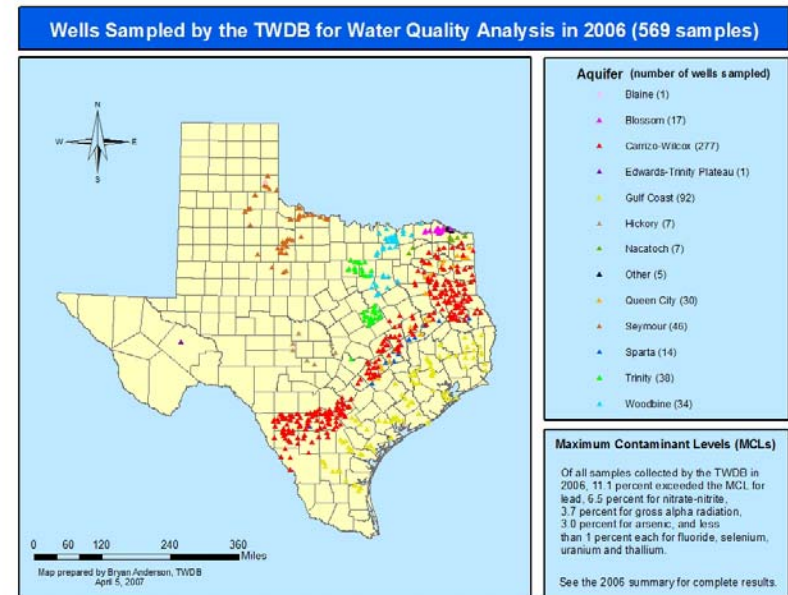 Wells Sampled by the TWDB for Water Quality Analysis in 2006 (569 samples)
N
W E
S
0 60 120 240 360
Miles
Map prepared by Bryan Anderson, TWDB
April 5, 2007
Aquifer (number of wells sampled)
Blaine (1)
Blossom (17)
Carrizo-Wilcox (277)
Edwards-Trinity Plateau (1)
Gulf Coast (92)
Hickory (7)
Nacatoch (7)
Other (5)
Queen City (30)
Seymour (46)
Sparta (14)
Trinity (38)
Woodbine (34)
Maximum Contaminant Levels (MCLs)
Of all samples collected by the TWDB in
2006, 11.1 percent exceeded the MCL for
lead, 6.5 percent for nitrate-nitrite,
3.7 percent for gross alpha radiation,
3.0 percent for arsenic, and less
than 1 percent each for fluoride, selenium,
uranium and thallium.
See the 2006 summary for complete results.